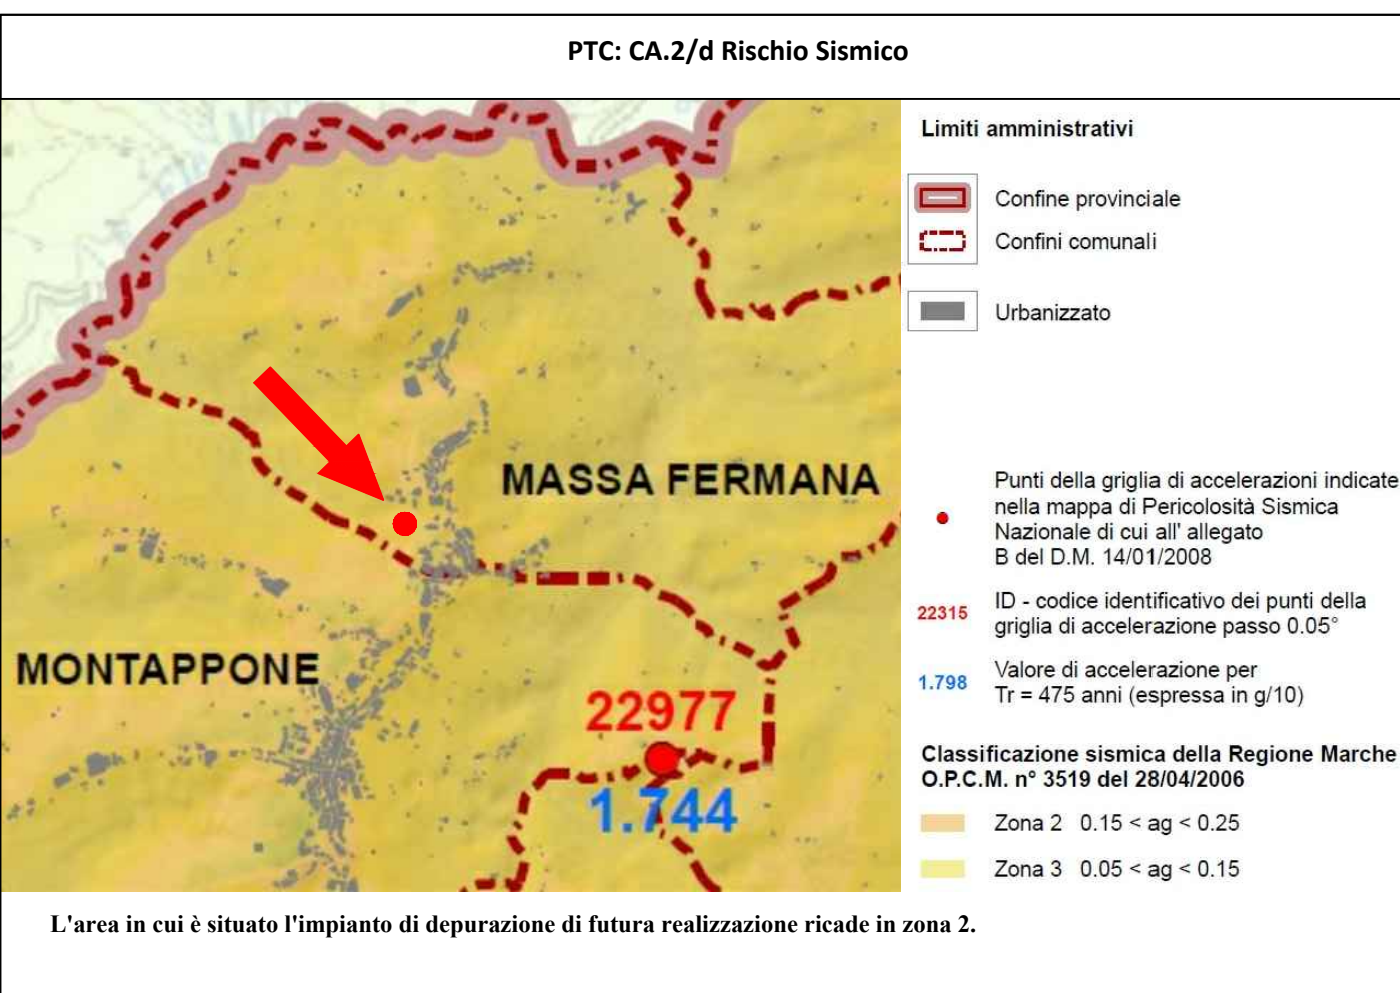 PTC: CA.2/d Rischio Sismico
Limiti amministrativi
Confine provinciale
Confini comunali
Urbanizzato
MASSA FERMANA
MONTAPPONE
22977
1.744
Punti della griglia di accelerazioni indicate
nella mappa di Pericolosità Sismica
Nazionale di cui all' allegato
B del D.M. 14/01/2008
22315
ID - codice identificativo dei punti della
griglia di accelerazione passo 0.05°
1.798
Valore di accelerazione per
Tr = 475 anni (espressa in g/10)
Classificazione sismica della Regione Marche
O.P.C.M. n° 3519 del 28/04/2006
Zona 2 0.15 < ag < 0.25
Zona 3 0.05 < ag < 0.15
L'area in cui è situato l'impianto di depurazione di futura realizzazione ricade in zona 2.